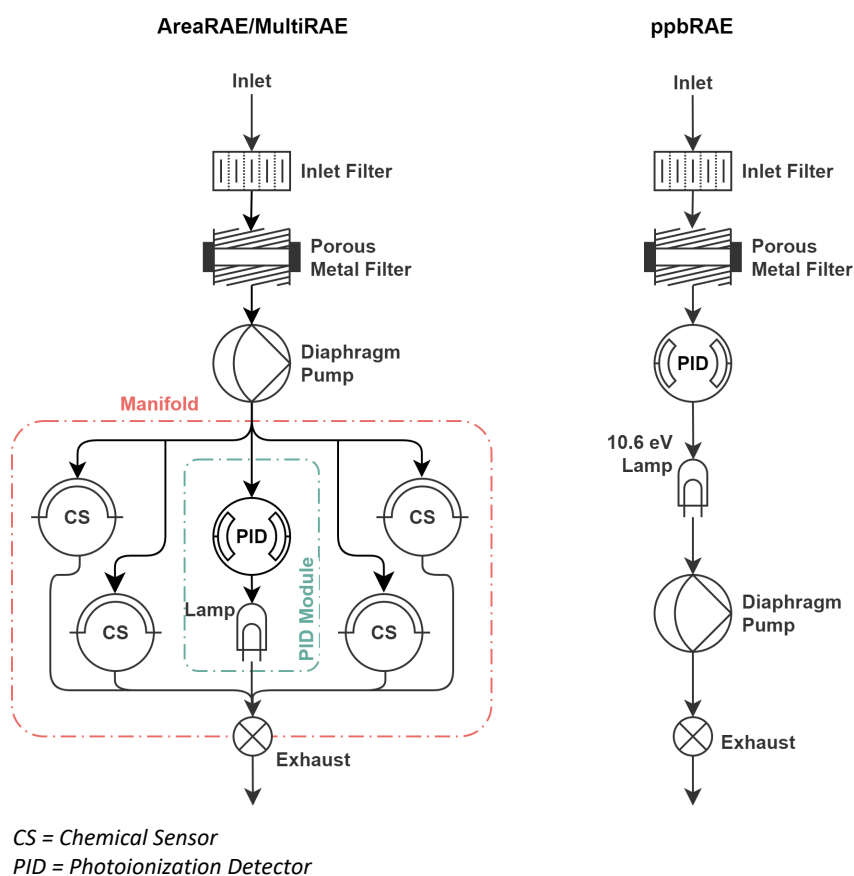 AreaRAE/MultiRAE
Inlet
Inlet Filter
Porous
Metal Filter
Diaphragm
Pump
Manifold
CS
CS
PID
CS
CS
Lamp
PID Module
Exhaust
ppbRAE
Inlet
Inlet Filter
Porous
Metal Filter
PID
10.6 eV
Lamp
Diaphragm
Pump
Exhaust
CS = Chemical Sensor
PID = Photoionization Detector